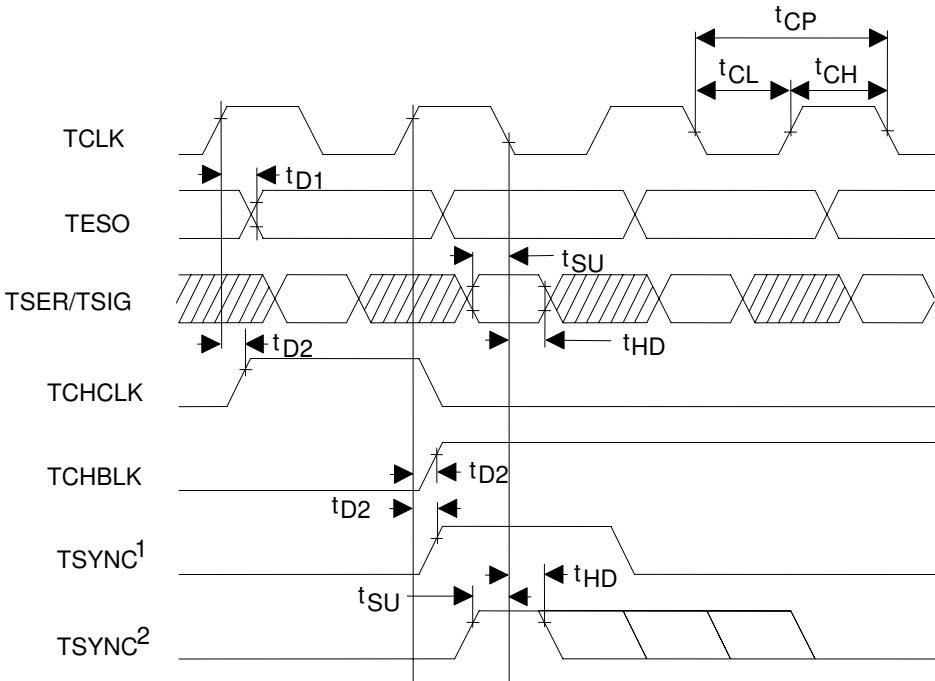 tCP
tCL tCH
TCLK
tD1
TESO
tSU
TSER/TSIG
tD2 tHD
TCHCLK
TCHBLK tD2
tD2
TSYNC1
tHD
tSU
TSYNC2